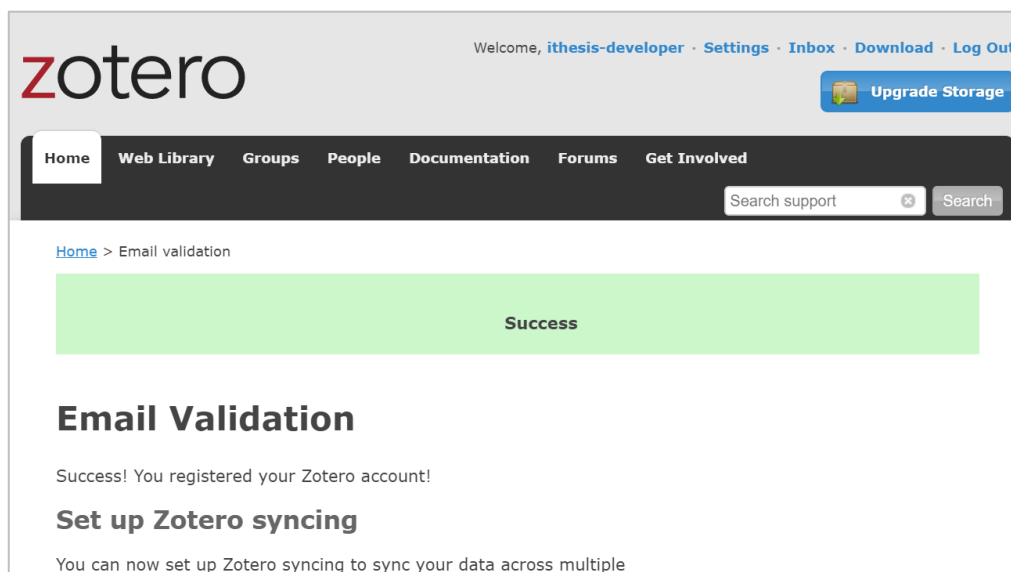 zotero
Welcome, ithesis-developer · Settings · Inbox · Download · Log Out
Upgrade Storage
Home Web Library Groups People Documentation Forums Get Involved
Search support Search
Home > Email validation
Success
Email Validation
Success! You registered your Zotero account!
Set up Zotero syncing
You can now set up Zotero syncing to sync your data across multiple